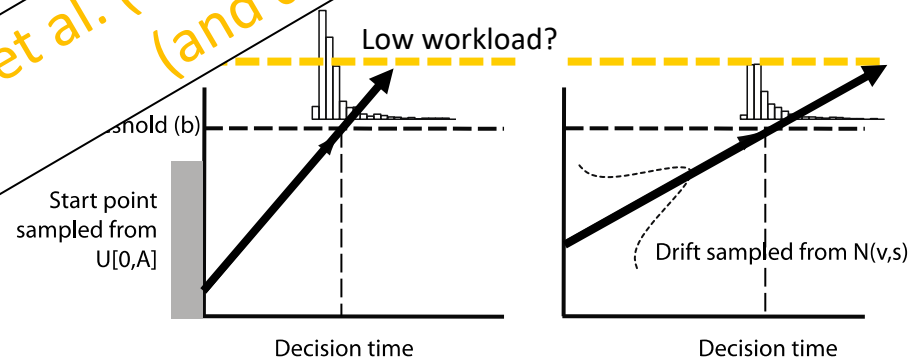 et al. (
(and
Low workload?
shold (b)
Start point
sampled from
U[0,A]
Drift sampled from N(v,s)
Decision time
Decision time